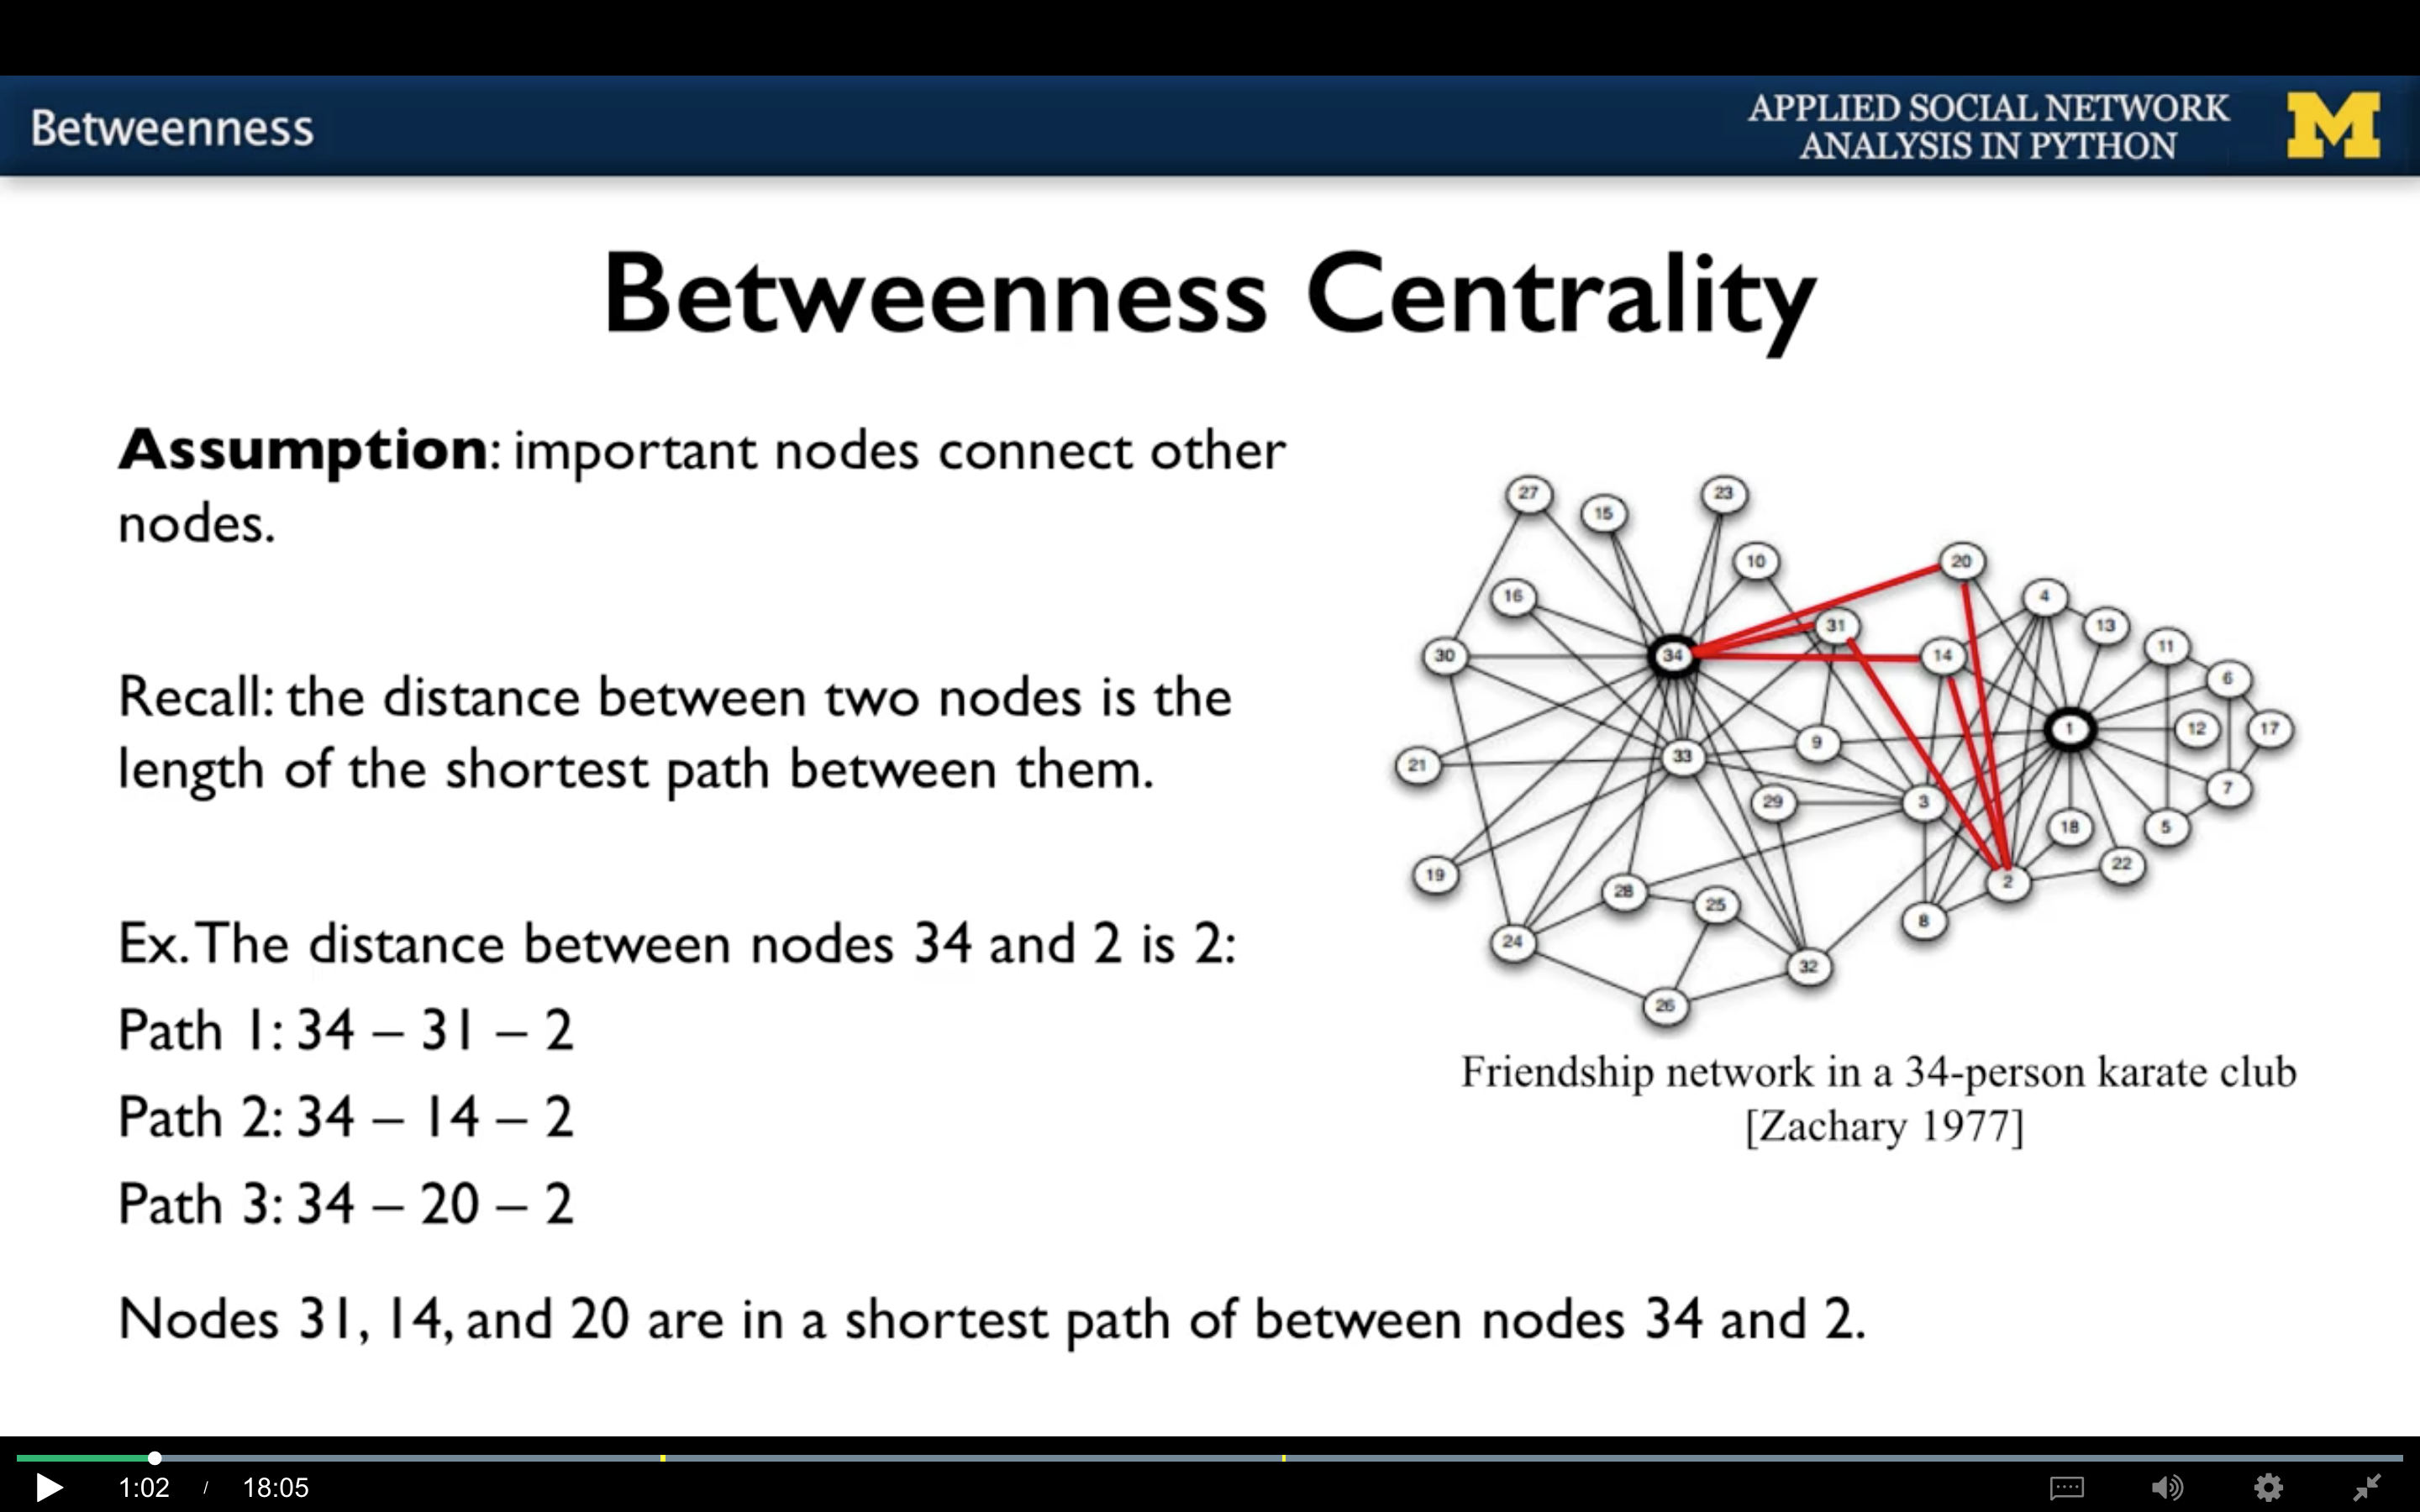 Betweenness
APPLIED SOCIAL NETWORK
ANALYSIS IN PYTHON
M
Betweenness Centrality
Assumption: important nodes connect other
nodes.
Recall: the distance between two nodes is the
length of the shortest path between them.
Ex. The distance between nodes 34 and 2 is 2:
Path 1: 34 – 31 – 2
Path 2: 34 – 14 – 2
Path 3: 34 – 20 – 2
Nodes 31, 14, and 20 are in a shortest path of between nodes 34 and 2.
27
23
15
10
20
16
4
31
13
30
34
14
11
6
1
12
17
9
33
21
7
29
3
18
5
22
19
2
28
25
8
24
32
26
Friendship network in a 34-person karate club
[Zachary 1977]
1:02 / 18:05